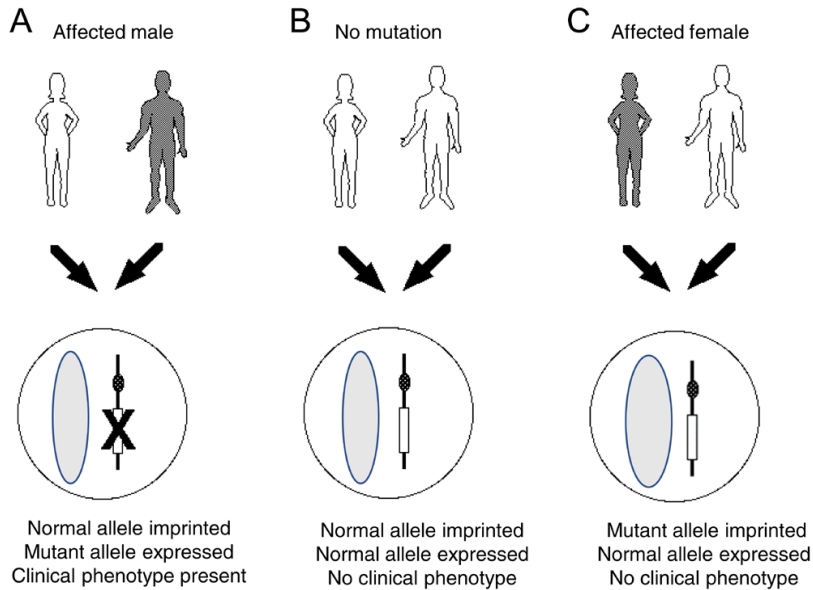 A Affected male
B No mutation
C Affected female
Normal allele imprinted
Mutant allele expressed
Clinical phenotype present
Normal allele imprinted
Normal allele expressed
No clinical phenotype
Mutant allele imprinted
Normal allele expressed
No clinical phenotype